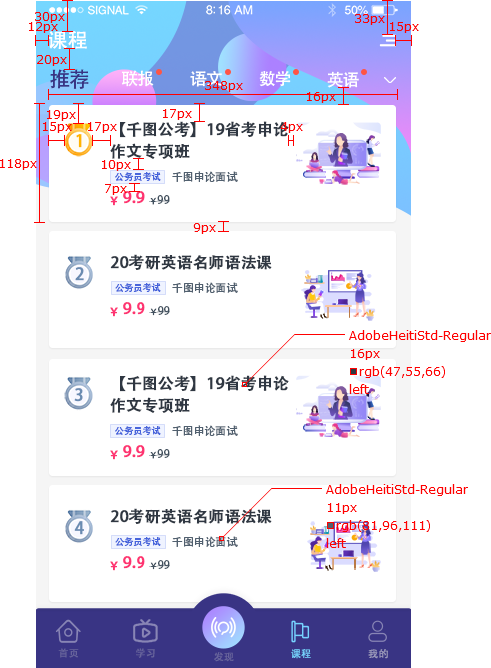 30px
SIGNAL 8:16 AM 50%
33px
12px
15px
课程
20px
推荐 联报 语文 数学 英语
348px
16px
19px
17px
15px
17px
1
【千图公考】19省考申论
作文专项班
118px
10px
公务员考试 千图申论面试
7px
¥ 9.9 ¥99
9px
2
20考研英语名师语法课
公务员考试 千图申论面试
¥ 9.9 ¥99
AdobeHeitiStd-Regular
16px
rgb(47,55,66)
left
3
【千图公考】19省考申论
作文专项班
公务员考试 千图申论面试
¥ 9.9 ¥99
AdobeHeitiStd-Regular
11px
rgb(81,96,111)
left
4
20考研英语名师语法课
公务员考试 千图申论面试
¥ 9.9 ¥99
首页 学习 发现 课程 我的